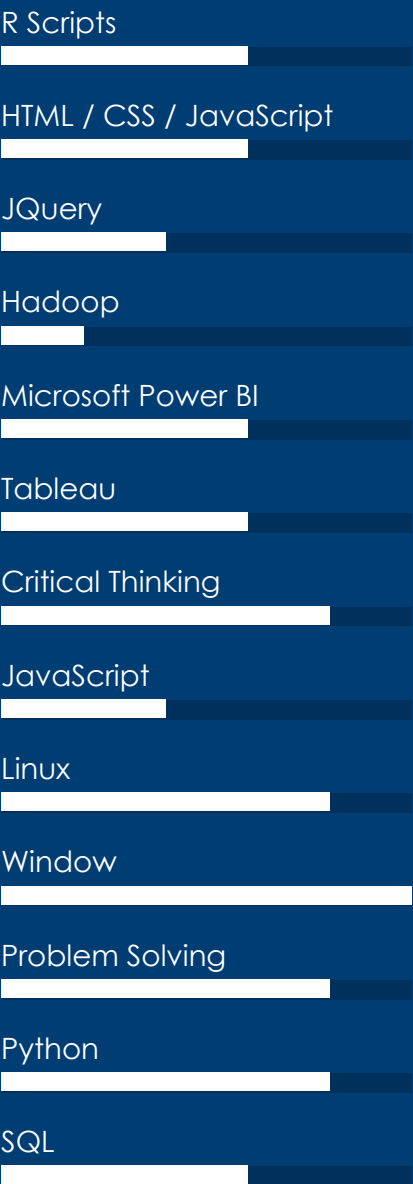 R Scripts
HTML / CSS / JavaScript
JQuery
Hadoop
Microsoft Power BI
Tableau
Critical Thinking
JavaScript
Linux
Window
Problem Solving
Python
SQL